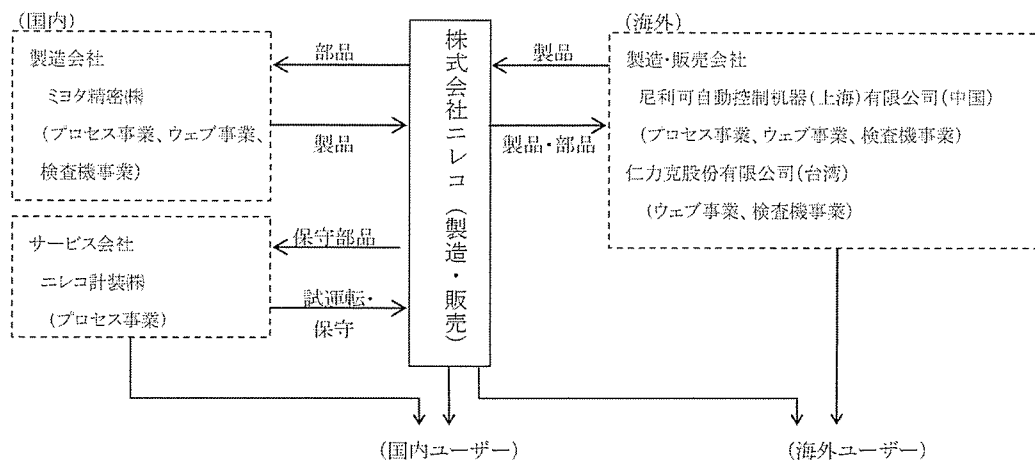 (国内)
製造会社
ミヨタ精密㈱
(プロセス事業、ウェブ事業、
検査機事業)
サービス会社
ニレコ計装㈱
(プロセス事業)
部品
製品
保守部品
試運転・
保守
株式会社ニレコ(製造・販売)
製品
製品・部品
(海外)
製造・販売会社
尼利可自動控制机器(上海)有限公司(中国)
(プロセス事業、ウェブ事業、検査機事業)
仁力克股份有限公司(台湾)
(ウェブ事業、検査機事業)
(国内ユーザー)
(海外ユーザー)